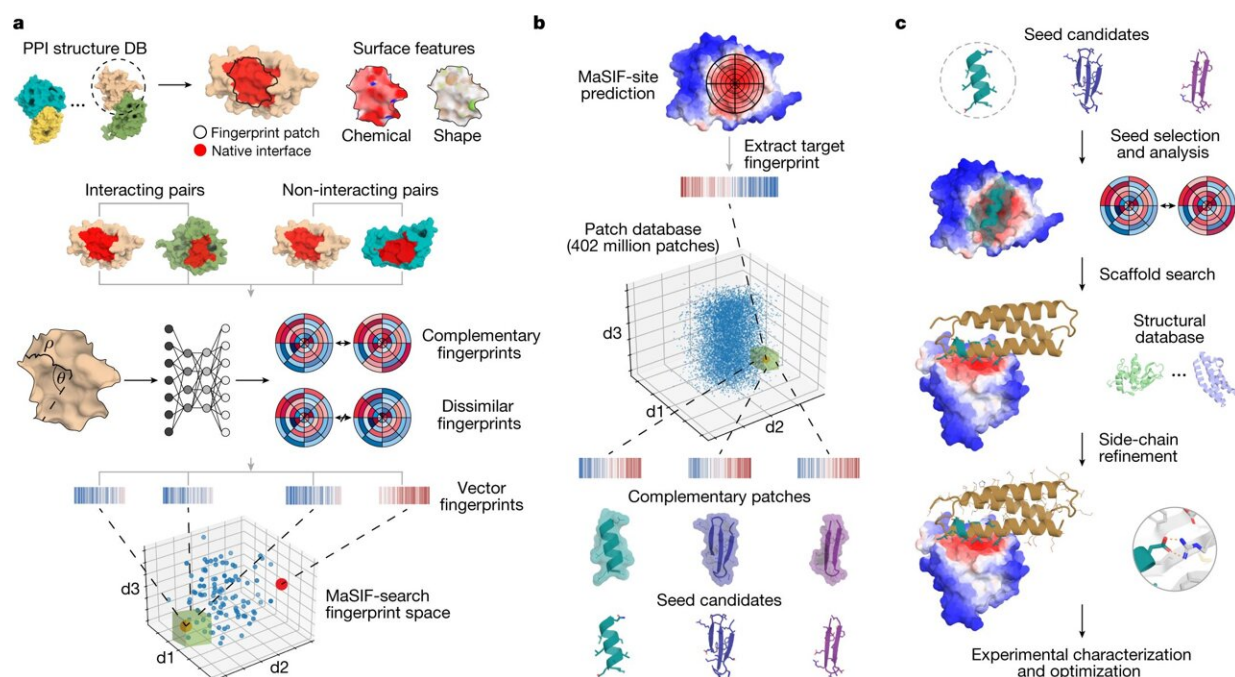 a
PPI structure DB
...
Surface features
Fingerprint patch
Native interface
Chemical
Shape
Interacting pairs
Non-interacting pairs
ρ
θ
Complementary
fingerprints
Dissimilar
fingerprints
Vector
fingerprints
d3
d1
d2
MaSIF-search
fingerprint space
b
MaSIF-site
prediction
Extract target
fingerprint
Patch database
(402 million patches)
d3
d1
d2
Complementary patches
Seed candidates
c
Seed candidates
Seed selection
and analysis
Scaffold search
Structural
database
...
Side-chain
refinement
Experimental characterization
and optimization